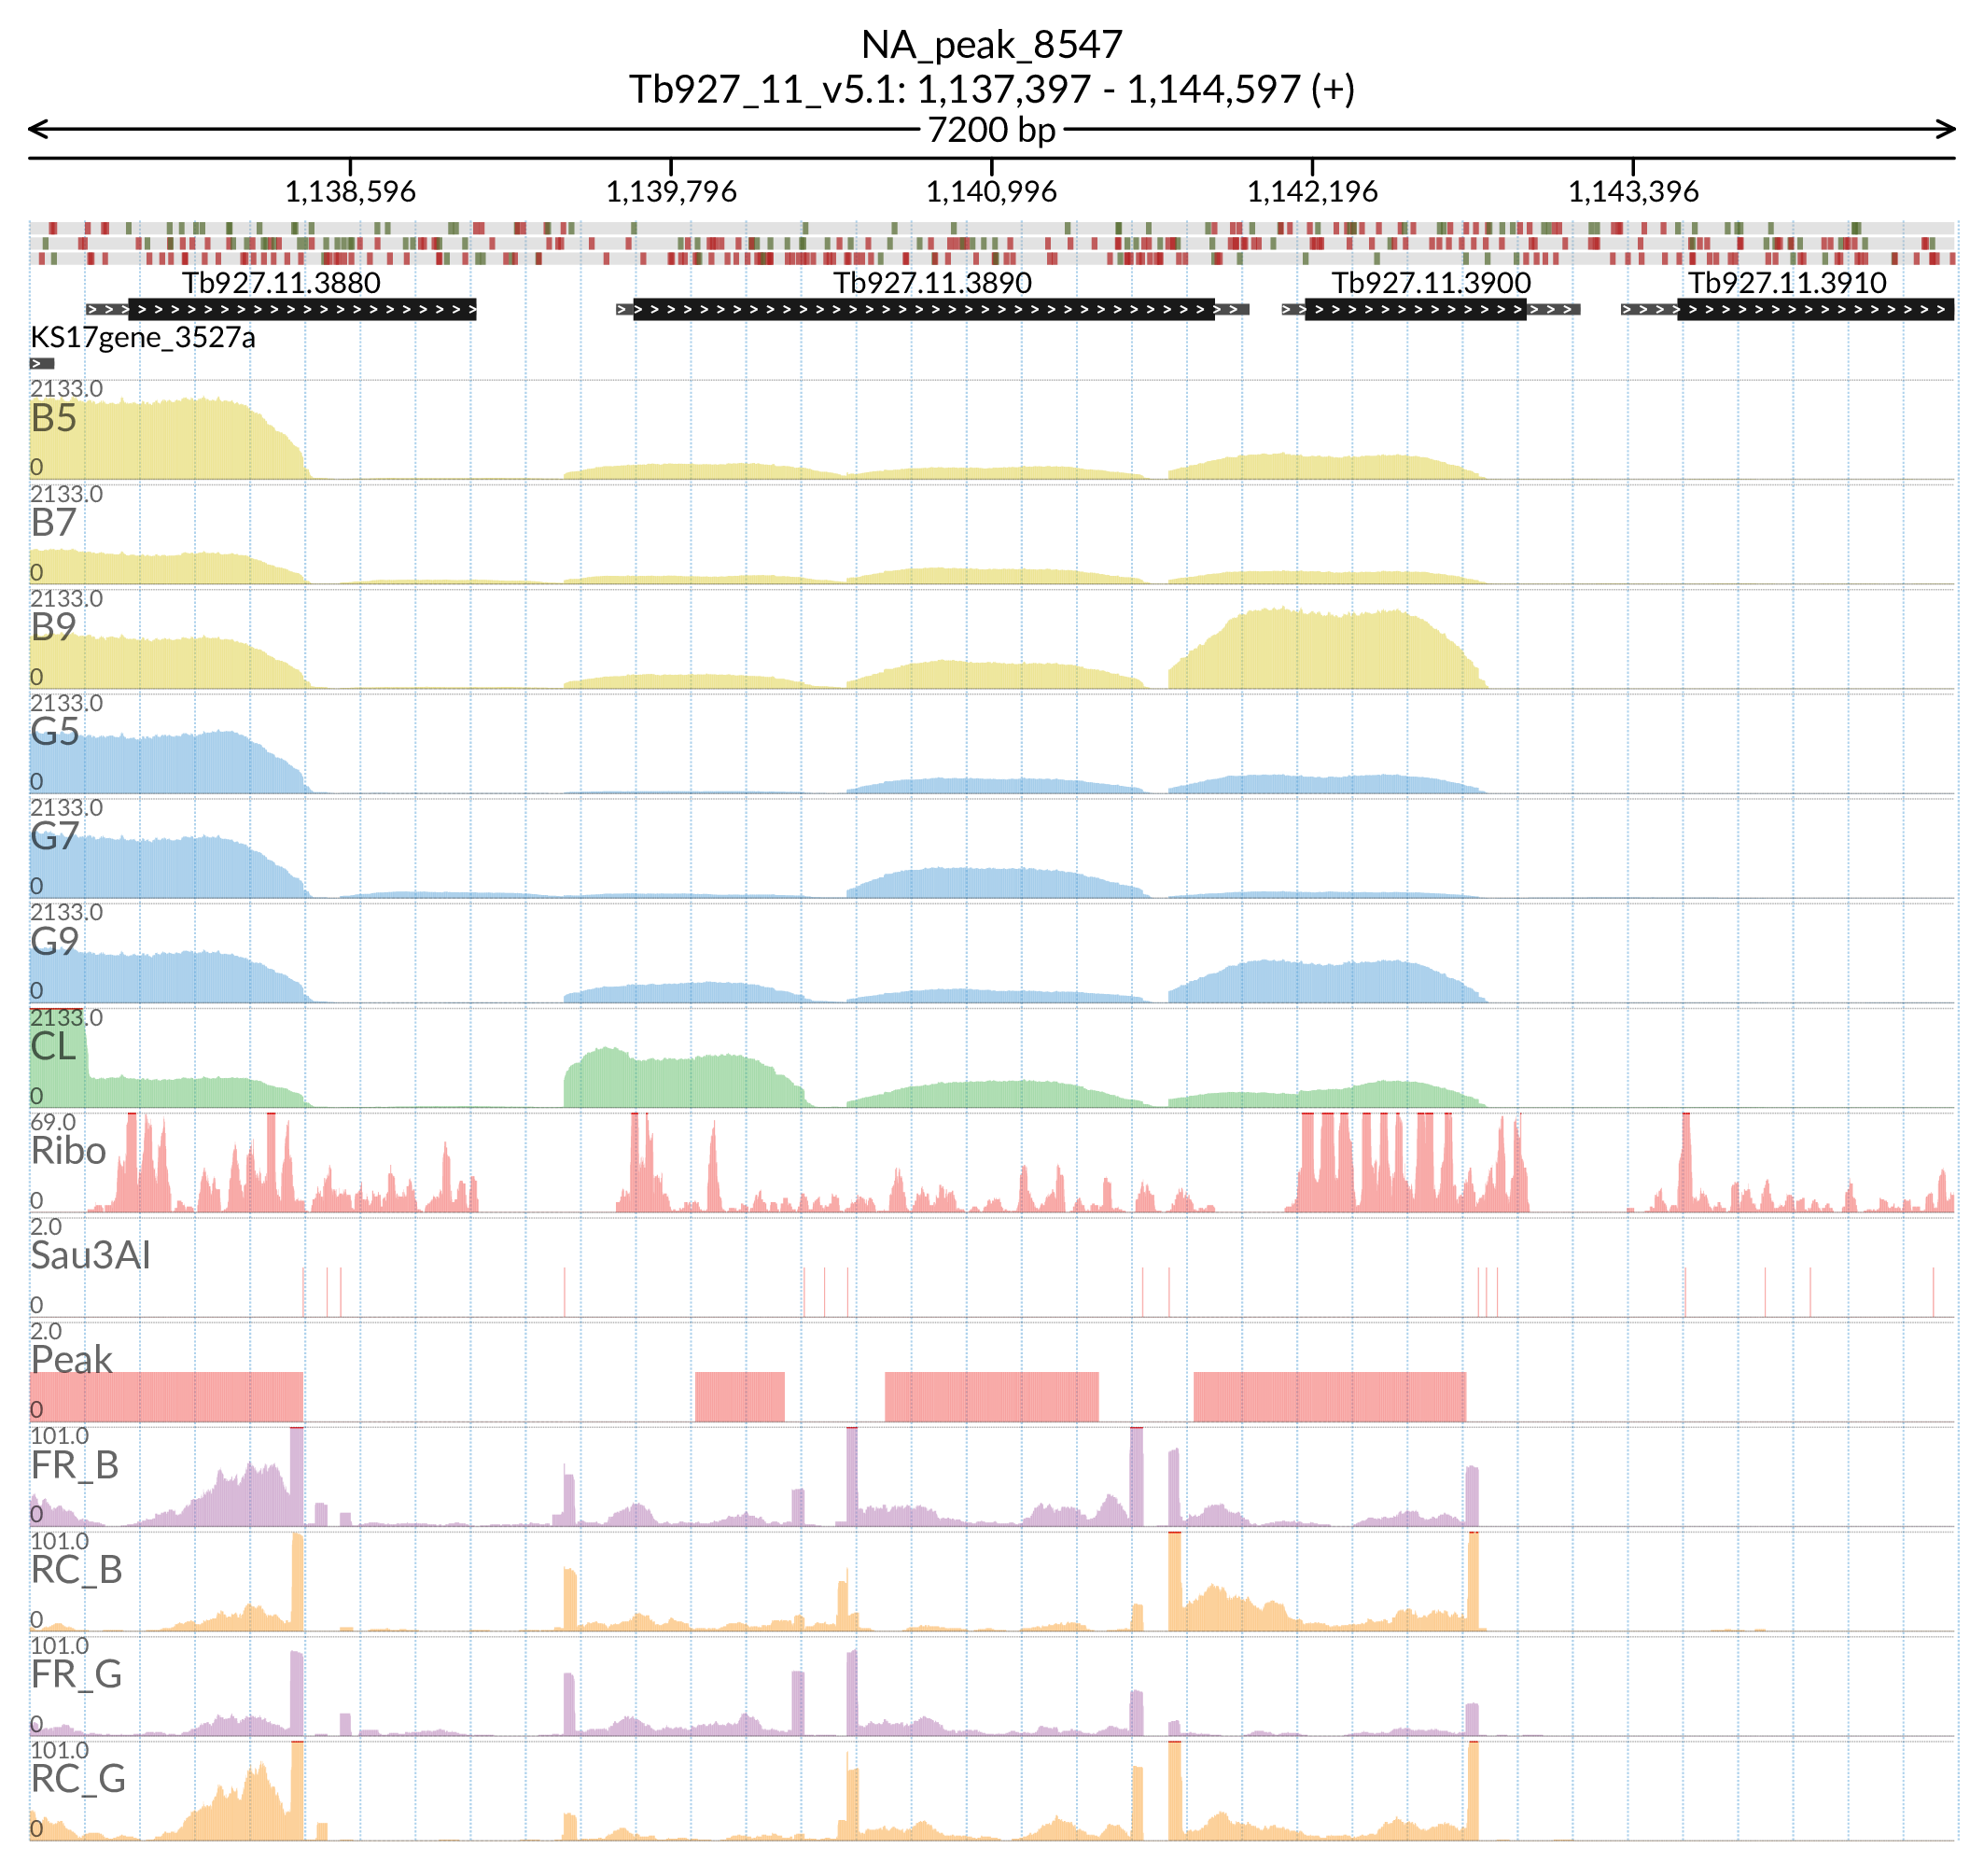 NA_peak_8547
Tb927_11_v5.1: 1,137,397 - 1,144,597 (+)
7200 bp
1,138,596 1,139,796 1,140,996 1,142,196 1,143,396
Tb927.11.3880 Tb927.11.3890 Tb927.11.3900 Tb927.11.3910
KS17gene_3527a
2133.0
B5
0
2133.0
B7
0
2133.0
B9
0
2133.0
G5
0
2133.0
G7
0
2133.0
G9
0
2133.0
CL
0
69.0
Ribo
0
2.0
Sau3AI
0
2.0
Peak
0
101.0
FR_B
0
101.0
RC_B
0
101.0
FR_G
0
101.0
RC_G
0